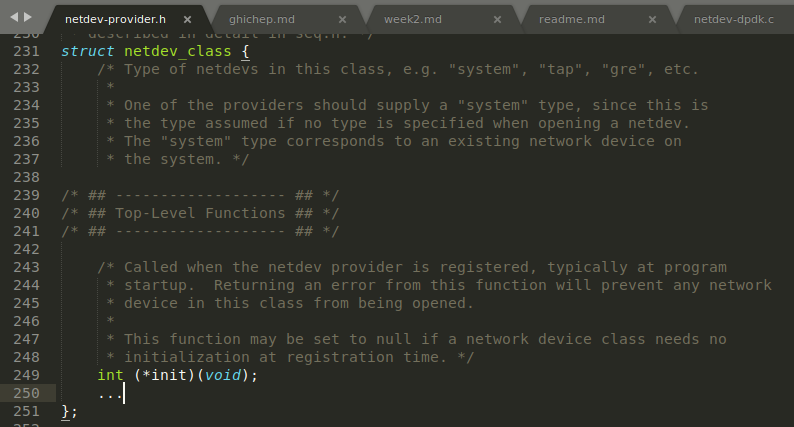 netdev-provider.h × ghichep.md × week2.md × readme.md × netdev-dpdk.c
230 described in detail in seq.h. */
231 struct netdev_class {
232 /* Type of netdevs in this class, e.g. "system", "tap", "gre", etc.
233 *
234 * One of the providers should supply a "system" type, since this is
235 * the type assumed if no type is specified when opening a netdev.
236 * The "system" type corresponds to an existing network device on
237 * the system. */
238
239 /* ## ------------------- ## */
240 /* ## Top-Level Functions ## */
241 /* ## ------------------- ## */
242
243 /* Called when the netdev provider is registered, typically at program
244 * startup.  Returning an error from this function will prevent any network
245 * device in this class from being opened.
246 *
247 * This function may be set to null if a network device class needs no
248 * initialization at registration time. */
249 int (*init)(void);
250 ...
251 };
252